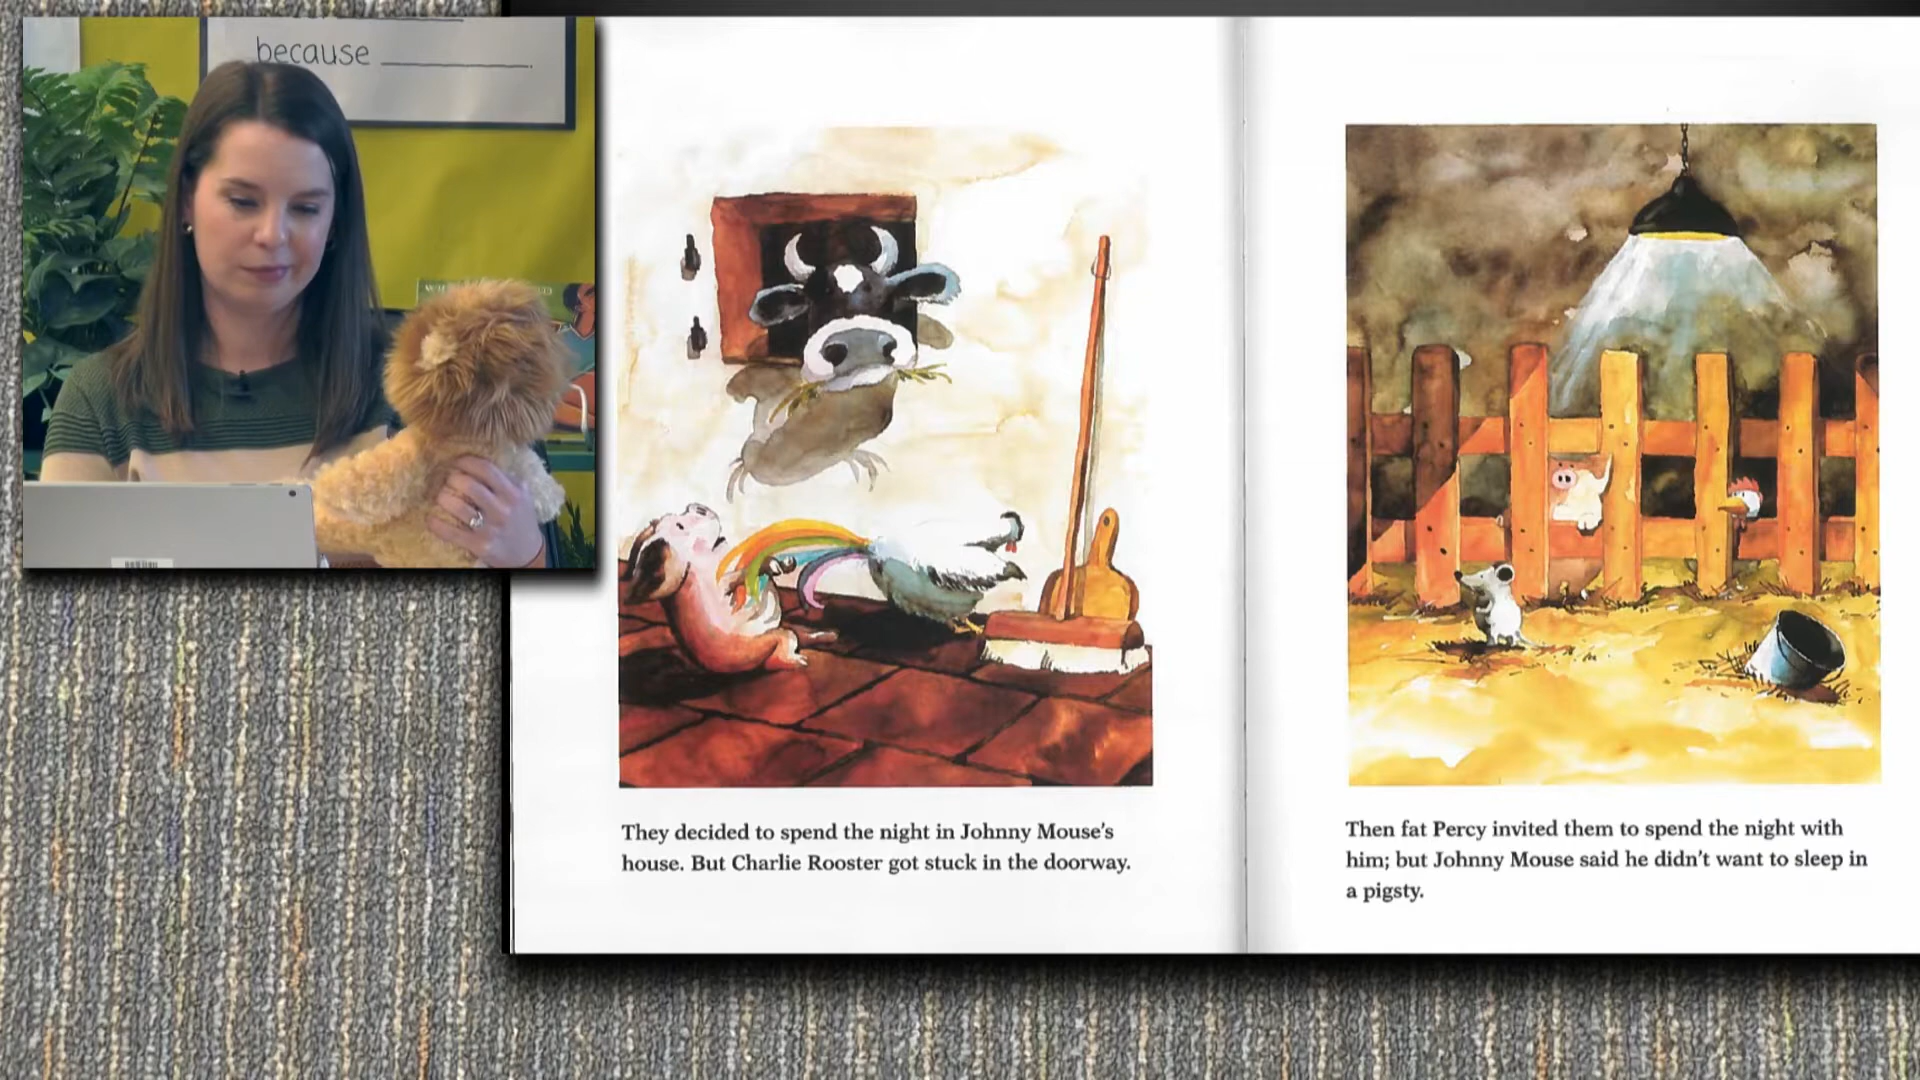 because ________.
They decided to spend the night in Johnny Mouse's
house. But Charlie Rooster got stuck in the doorway.
Then fat Percy invited them to spend the night with
him; but Johnny Mouse said he didn't want to sleep in
a pigsty.